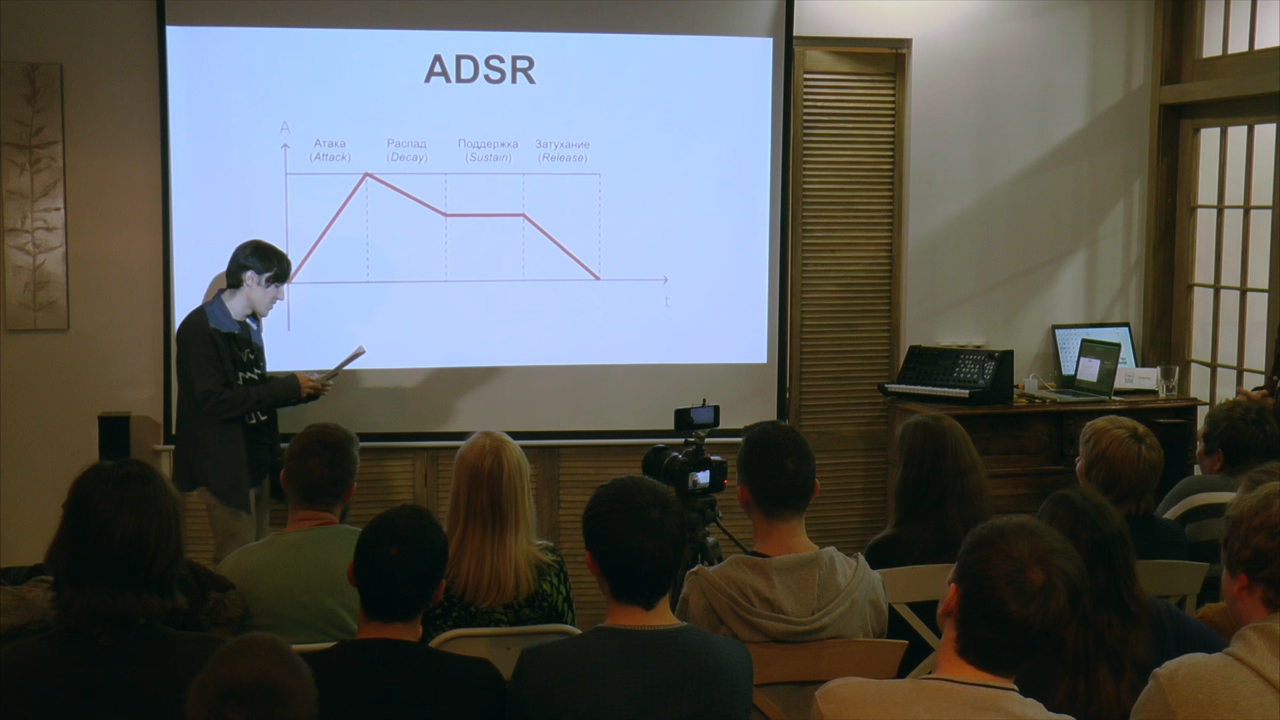 ADSR
A
Атака
(Attack)
Распад
(Decay)
Поддержка
(Sustain)
Затухание
(Release)
t